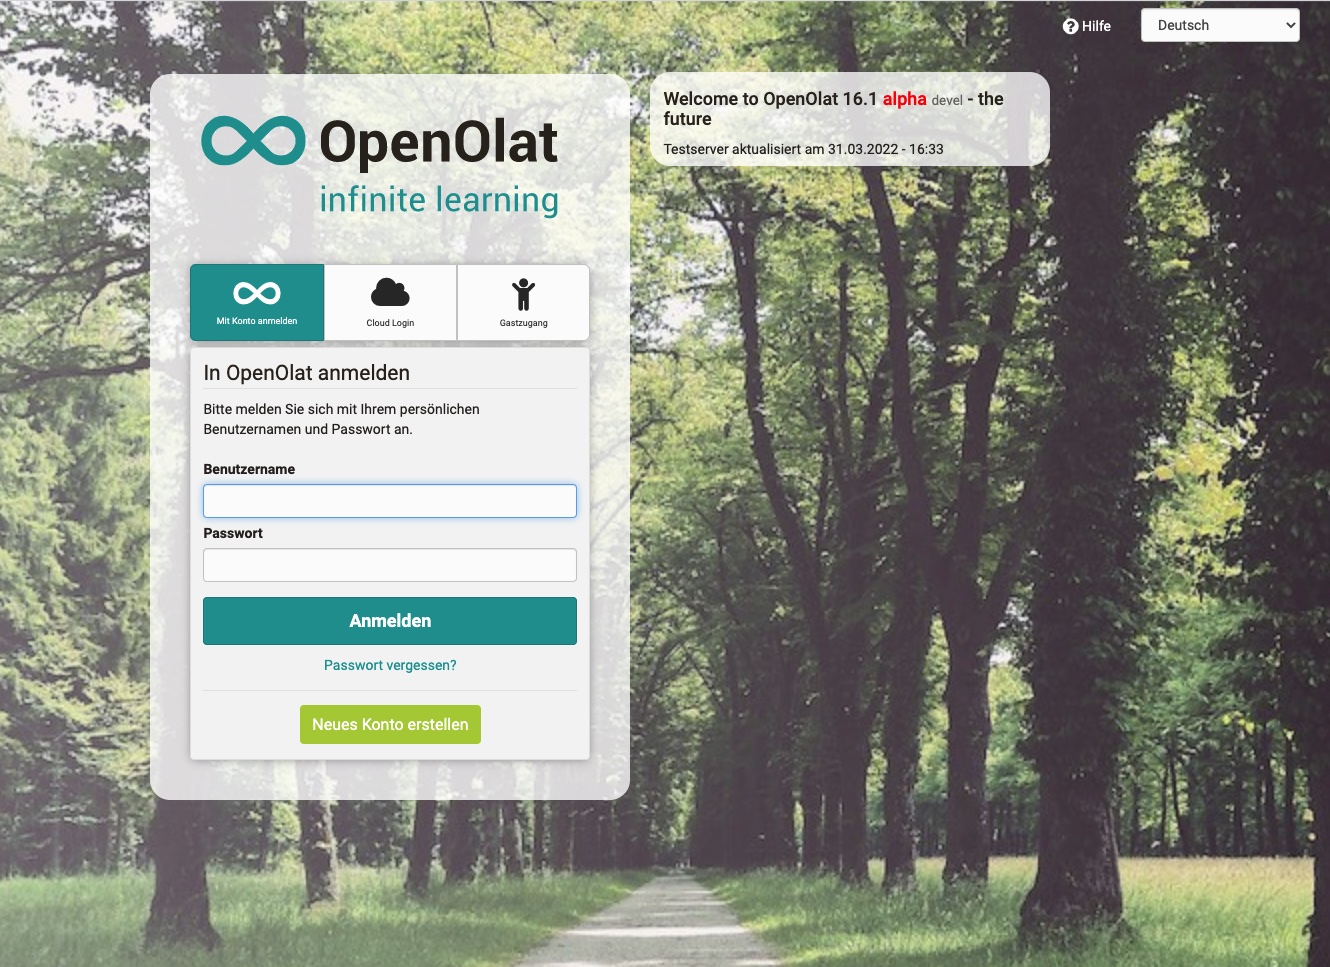 Hilfe
Deutsch
OpenOlat
infinite learning
Welcome to OpenOlat 16.1 alpha devel - the
future
Testserver aktualisiert am 31.03.2022 - 16:33
Mit Konto anmelden
Cloud Login
Gastzugang
In OpenOlat anmelden
Bitte melden Sie sich mit Ihrem persönlichen
Benutzernamen und Passwort an.
Benutzername
Passwort
Anmelden
Passwort vergessen?
Neues Konto erstellen